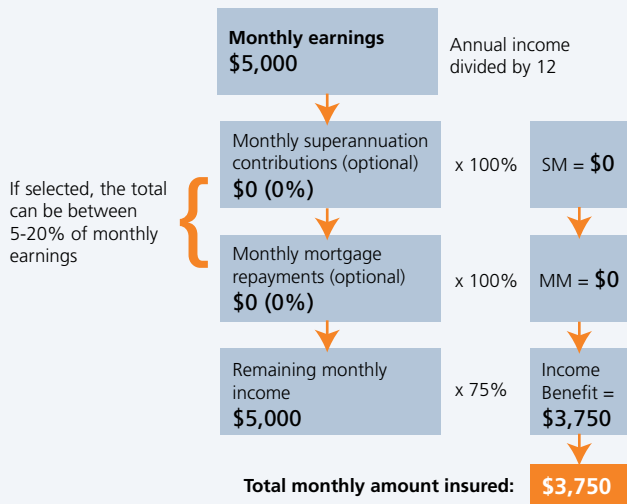 Monthly earnings
$5,000
Annual income
divided by 12
If selected, the total
can be between
5-20% of monthly
earnings
{
Monthly superannuation
contributions (optional)
$0 (0%)
x 100%
SM = $0
Monthly mortgage
repayments (optional)
$0 (0%)
x 100%
MM = $0
Remaining monthly
income
$5,000
x 75%
Income
Benefit =
$3,750
Total monthly amount insured:
$3,750